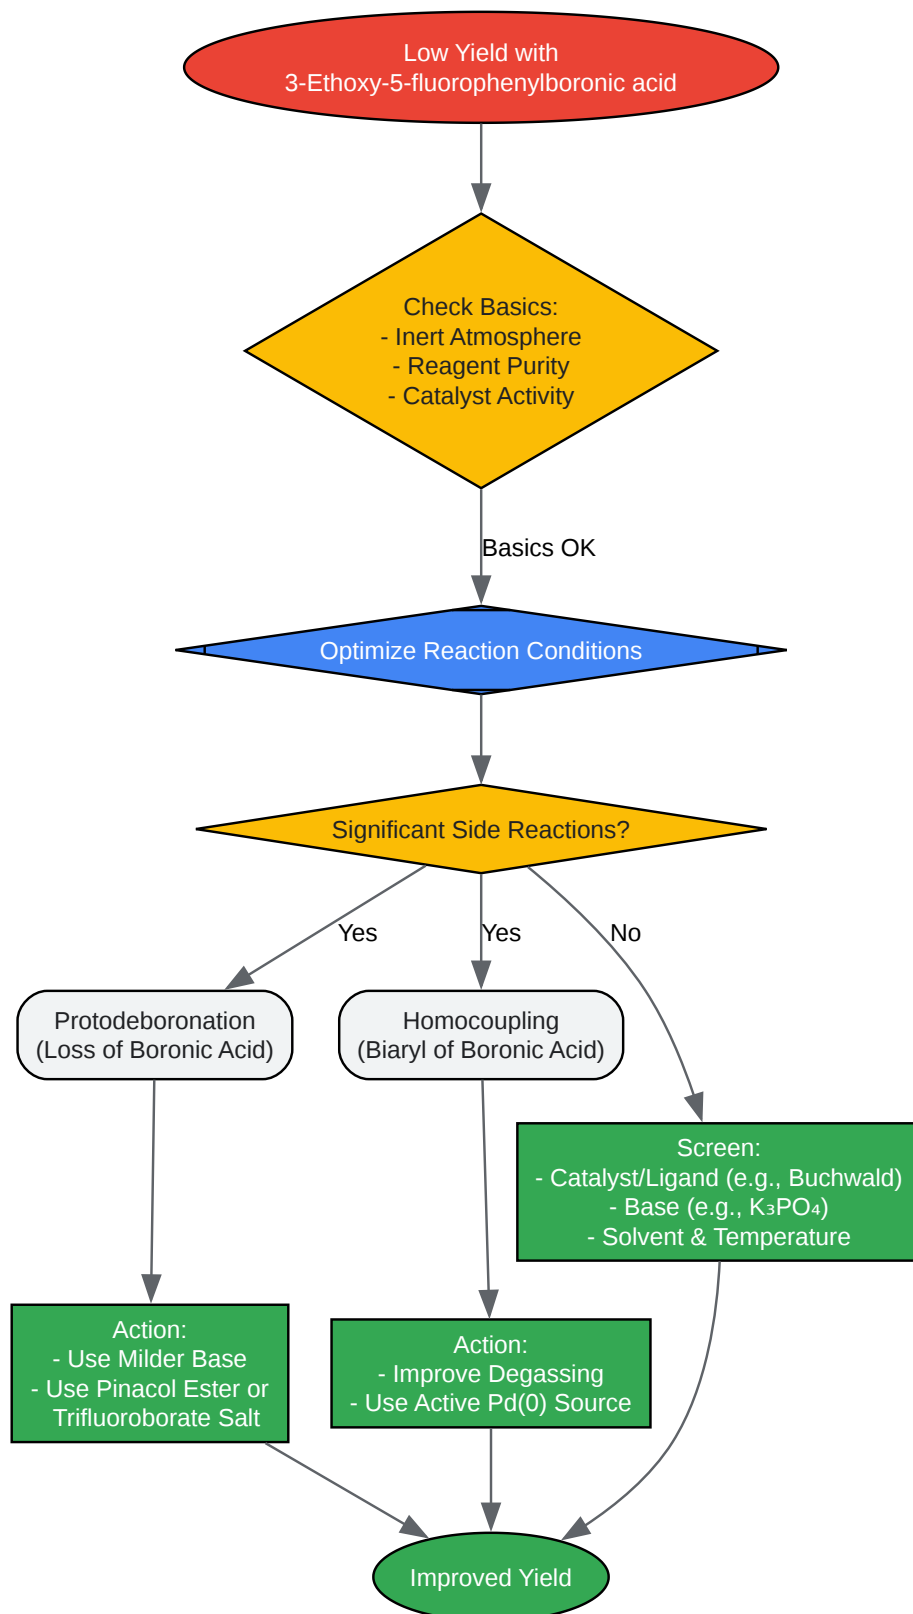 Low Yield with
3-Ethoxy-5-fluorophenylboronic acid
Check Basics:
- Inert Atmosphere
- Reagent Purity
- Catalyst Activity
Basics OK
Optimize Reaction Conditions
Significant Side Reactions?
Yes
Yes
No
Protodeboronation
(Loss of Boronic Acid)
Homocoupling
(Biaryl of Boronic Acid)
Screen:
- Catalyst/Ligand (e.g., Buchwald)
- Base (e.g., K₃PO₄)
- Solvent & Temperature
Action:
- Use Milder Base
- Use Pinacol Ester or
Trifluoroborate Salt
Action:
- Improve Degassing
- Use Active Pd(0) Source
Improved Yield